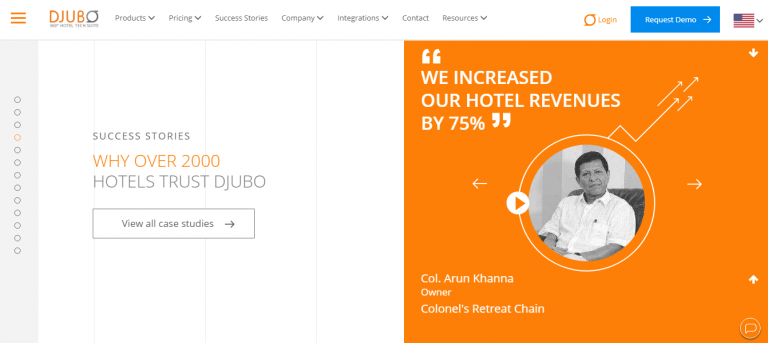 DJUBO
360° HOTEL TECH SUITE
Products
Pricing
Success Stories
Company
Integrations
Contact
Resources
Login
Request Demo
SUCCESS STORIES
WHY OVER 2000
HOTELS TRUST DJUBO
View all case studies
“WE INCREASED
OUR HOTEL REVENUES
BY 75%”
Col. Arun Khanna
Owner
Colonel's Retreat Chain